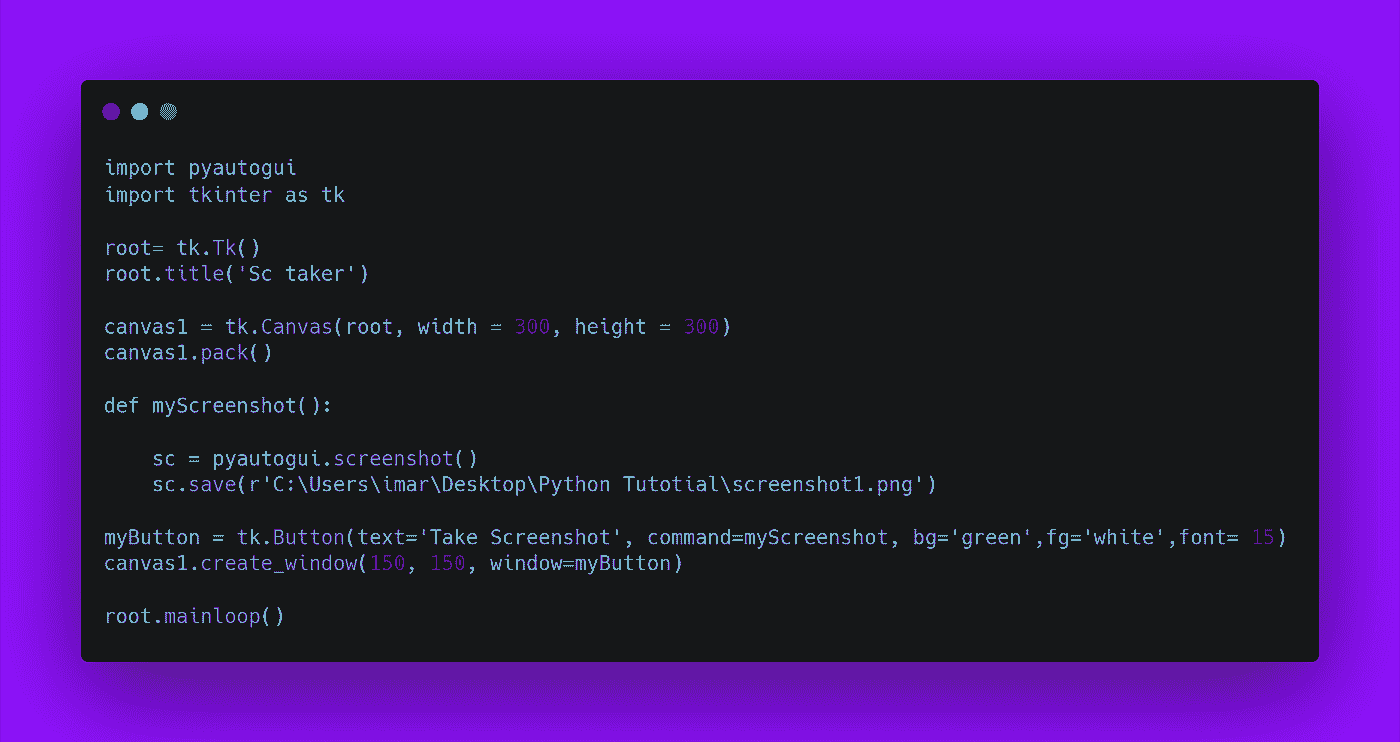 import pyautogui
import tkinter as tk
root= tk.Tk()
root.title('Sc taker')
canvas1 = tk.Canvas(root, width = 300, height = 300)
canvas1.pack()
def myScreenshot():
    sc = pyautogui.screenshot()
    sc.save(r'C:\Users\imar\Desktop\Python Tutotial\screenshot1.png')
myButton = tk.Button(text='Take Screenshot', command=myScreenshot, bg='green',fg='white',font= 15)
canvas1.create_window(150, 150, window=myButton)
root.mainloop()